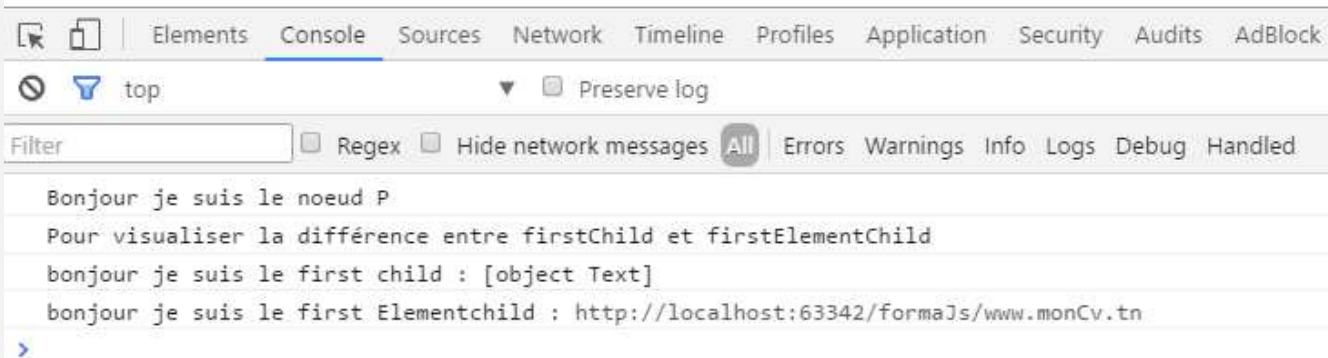 Elements Console Sources Network Timeline Profiles Application Security Audits AdBlock
top ▼ Preserve log
Filter Regex Hide network messages All Errors Warnings Info Logs Debug Handled
Bonjour je suis le noeud P
Pour visualiser la différence entre firstChild et firstElementChild
bonjour je suis le first child : [object Text]
bonjour je suis le first Elementchild : http://localhost:63342/formaJs/www.monCv.tn
>